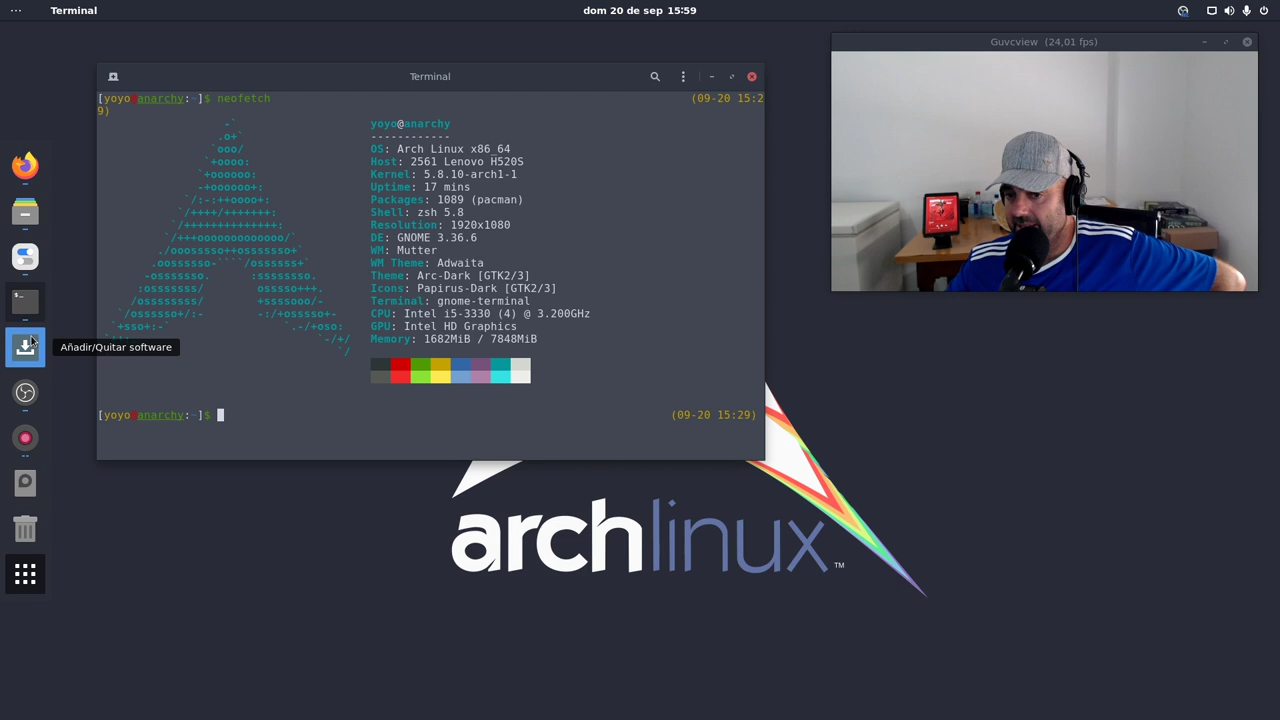 Terminal
dom 20 de sep 15:59
Guvcview (24,01 fps)
Terminal
[yoyo@anarchy:~]$ neofetch (09-20 15:2
9)
yoyo@anarchy
------------
OS: Arch Linux x86_64
Host: 2561 Lenovo H520S
Kernel: 5.8.10-arch1-1
Uptime: 17 mins
Packages: 1089 (pacman)
Shell: zsh 5.8
Resolution: 1920x1080
DE: GNOME 3.36.6
WM: Mutter
WM Theme: Adwaita
Theme: Arc-Dark [GTK2/3]
Icons: Papirus-Dark [GTK2/3]
Terminal: gnome-terminal
CPU: Intel i5-3330 (4) @ 3.200GHz
GPU: Intel HD Graphics
Memory: 1682MiB / 7848MiB
Añadir/Quitar software
[yoyo@anarchy:~]$ (09-20 15:29)
archlinux™